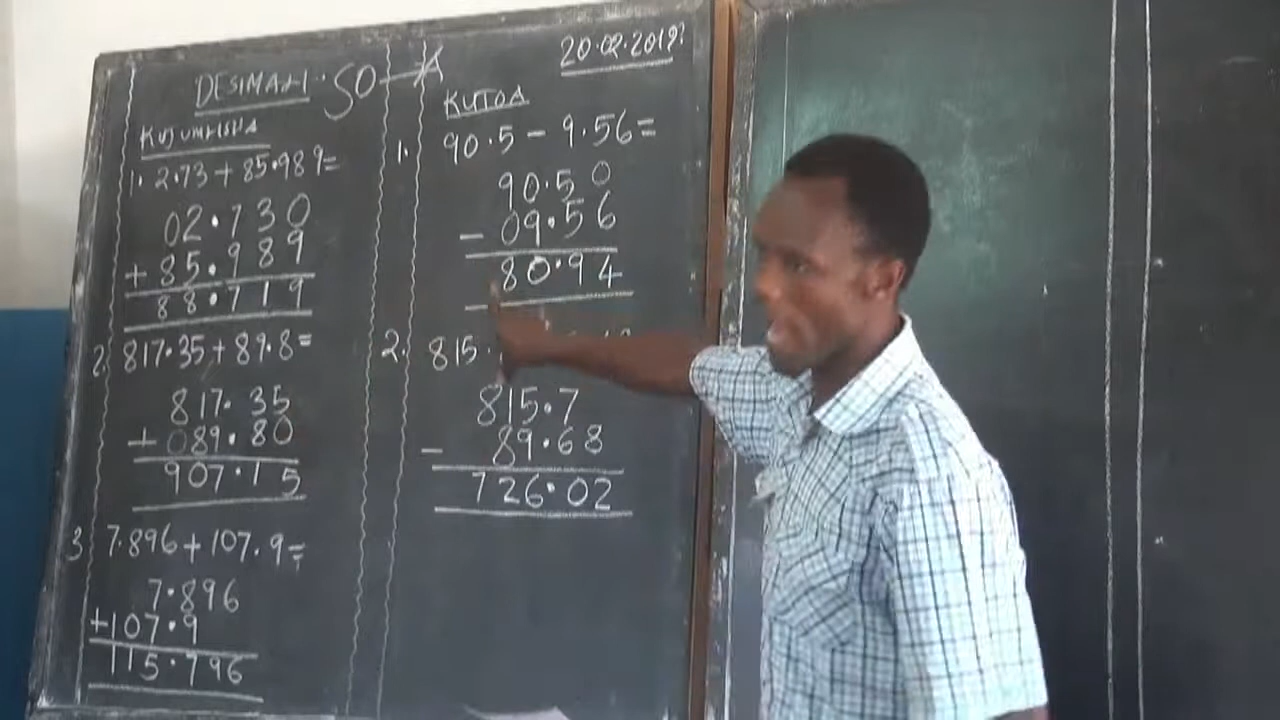 DESIMALI
20.02.2019
KUJUMLISHA
1. 2.73 + 85.989=
02.730
+ 85.989
88.719
2. 817.35 + 89.8=
817.35
+ 089.80
907.15
3 7.896 + 107.9=
7.896
+107.9
115.796
KUTOA
1. 90.5 - 9.56=
90.50
- 09.56
80.94
2. 815.
815.7
- 89.68
726.02